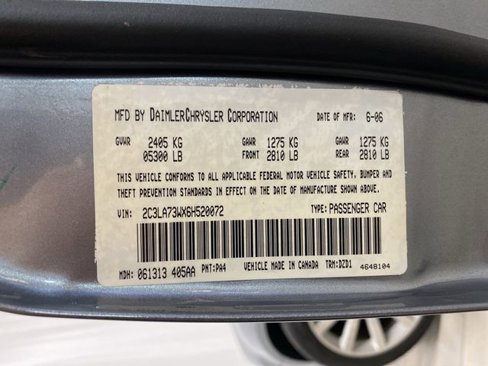 MFD BY DAIMLERCHRYSLER CORPORATION DATE OF MFR: 6-06
GVWR 2405 KG GAWR 1275 KG GAWR 1275 KG
05300 LB FRONT 2810 LB REAR 2810 LB
THIS VEHICLE CONFORMS TO ALL APPLICABLE FEDERAL MOTOR VEHICLE SAFETY, BUMPER AND
THEFT PREVENTION STANDARDS IN EFFECT ON THE DATE OF MANUFACTURE SHOWN ABOVE.
VIN: 2C3LA73WX6H520072 TYPE: PASSENGER CAR
MDH: 061313 405AA PNT: PA4 VEHICLE MADE IN CANADA TRM: DZD1 4648104